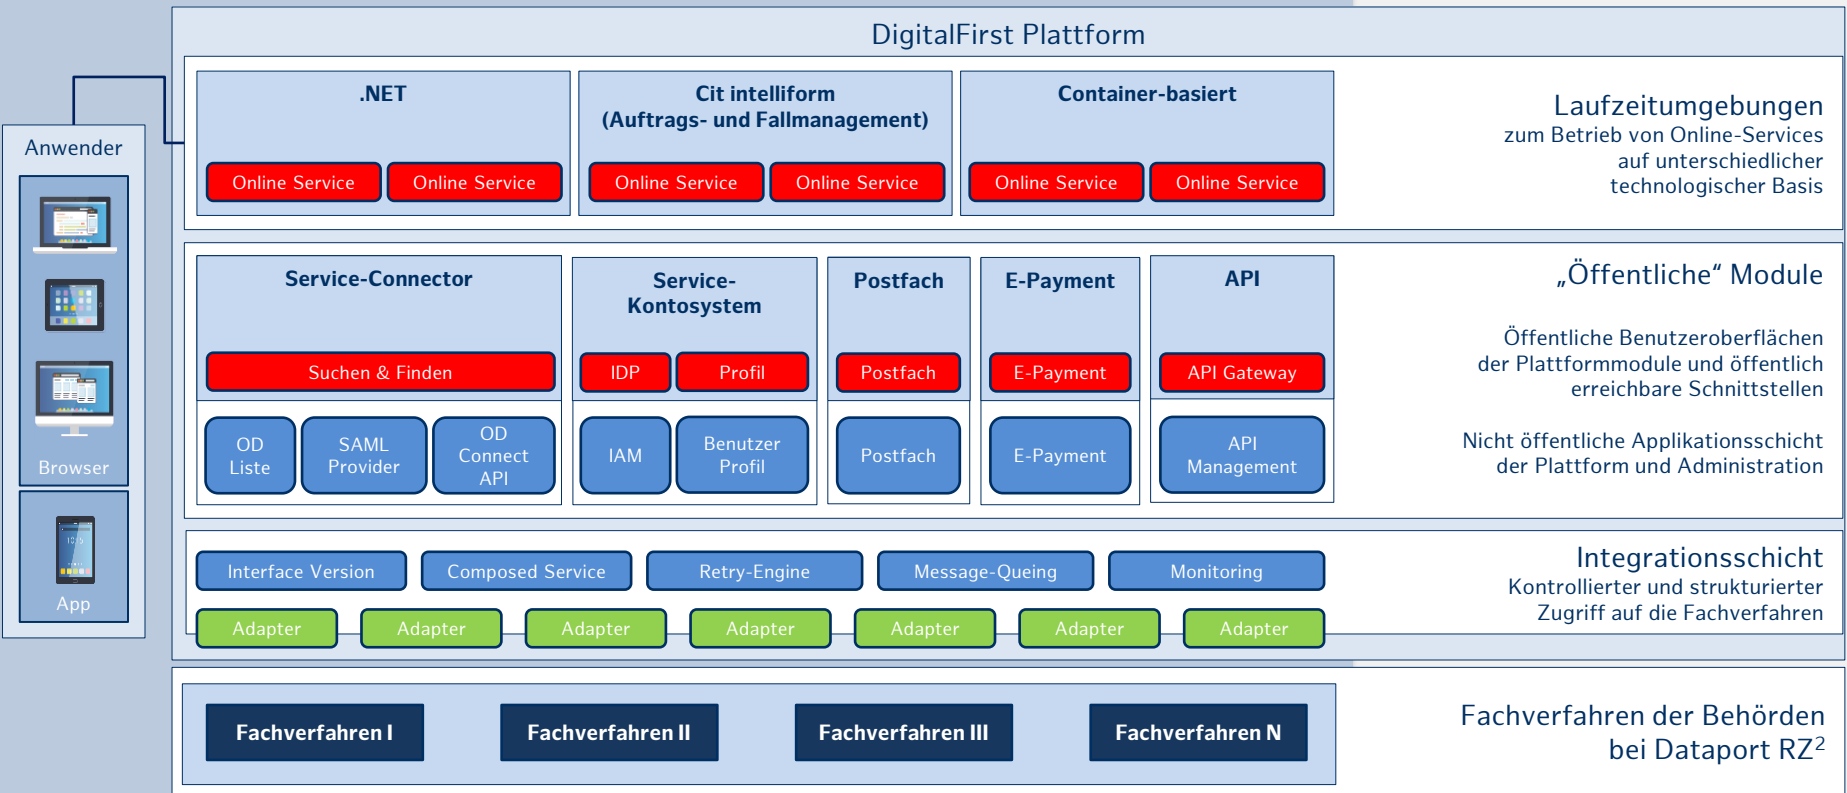 DigitalFirst Plattform
Anwender
Browser
App
.NET
Online Service
Online Service
Cit intelliform
(Auftrags- und Fallmanagement)
Online Service
Online Service
Container-basiert
Online Service
Online Service
Laufzeitumgebungen
zum Betrieb von Online-Services
auf unterschiedlicher
technologischer Basis
Service-Connector
Suchen & Finden
OD
Liste
SAML
Provider
OD
Connect
API
Service-
Kontosystem
IDP
Profil
IAM
Benutzer
Profil
Postfach
Postfach
Postfach
E-Payment
E-Payment
E-Payment
API
API Gateway
API
Management
„Öffentliche“ Module
Öffentliche Benutzeroberflächen
der Plattformmodule und öffentlich
erreichbare Schnittstellen
Nicht öffentliche Applikationsschicht
der Plattform und Administration
Interface Version
Composed Service
Retry-Engine
Message-Queing
Monitoring
Adapter
Adapter
Adapter
Adapter
Adapter
Adapter
Adapter
Integrationsschicht
Kontrollierter und strukturierter
Zugriff auf die Fachverfahren
Fachverfahren I
Fachverfahren II
Fachverfahren III
Fachverfahren N
Fachverfahren der Behörden
bei Dataport RZ²